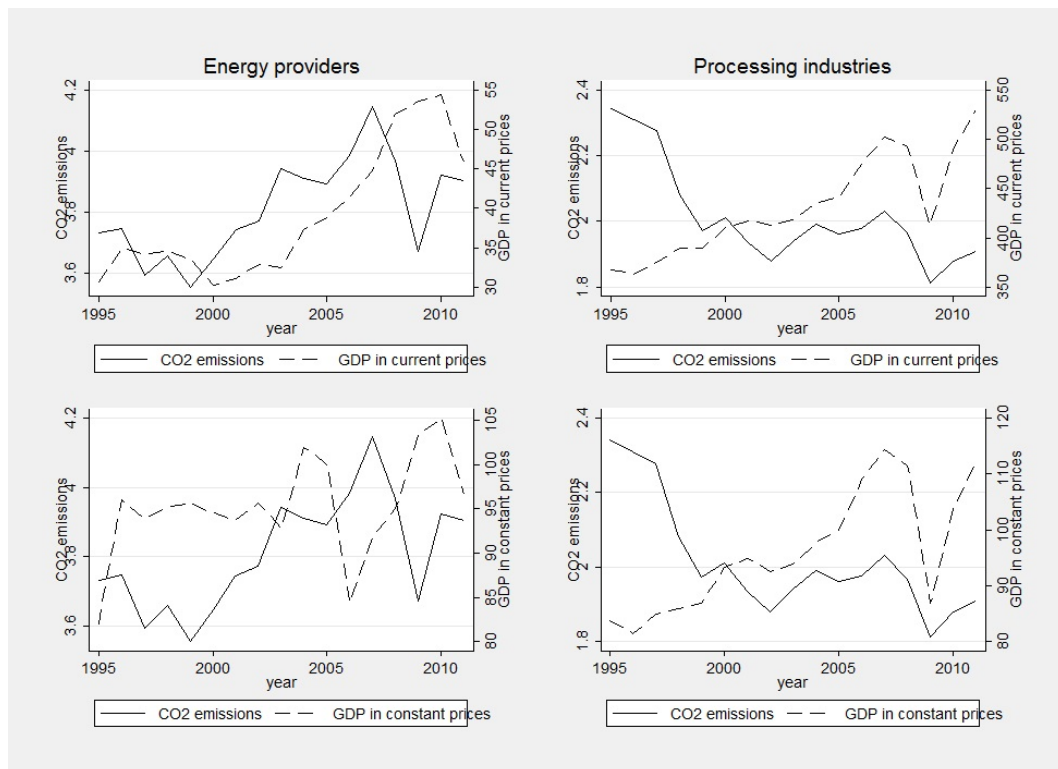 Energy providers
CO2 emissions
4.2
4
3.8
3.6
55
50
45
40
35
30
GDP in current prices
1995 2000 2005 2010
year
CO2 emissions GDP in current prices
Processing industries
CO2 emissions
2.4
2.2
2
1.8
550
500
450
400
350
GDP in current prices
1995 2000 2005 2010
year
CO2 emissions GDP in current prices
CO2 emissions
4.2
4
3.8
3.6
105
100
95
90
85
80
GDP in constant prices
1995 2000 2005 2010
year
CO2 emissions GDP in constant prices
CO2 emissions
2.4
2.2
2
1.8
120
110
100
90
80
GDP in constant prices
1995 2000 2005 2010
year
CO2 emissions GDP in constant prices